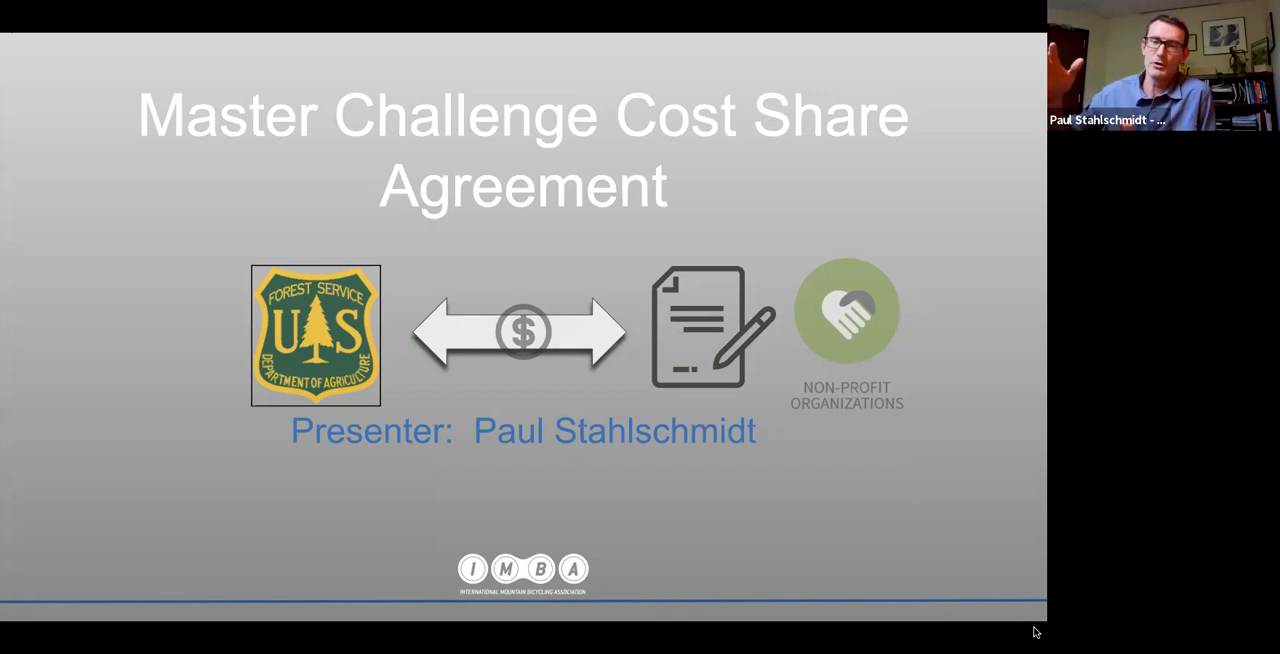 Master Challenge Cost Share
Agreement
FOREST SERVICE
U S
DEPARTMENT OF AGRICULTURE
$
NON-PROFIT
ORGANIZATIONS
Presenter: Paul Stahlschmidt
I M B A
INTERNATIONAL MOUNTAIN BICYCLING ASSOCIATION
Paul Stahlschmidt - ...